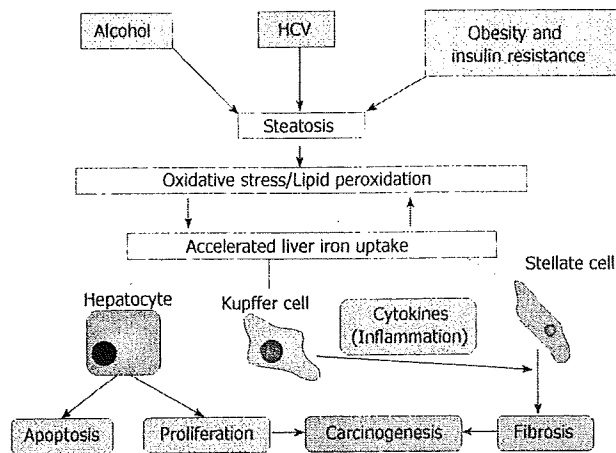 Alcohol
HCV
Obesity and
insulin resistance
Steatosis
Oxidative stress/Lipid peroxidation
Accelerated liver iron uptake
Stellate cell
Hepatocyte
Kupffer cell
Cytokines
(Inflammation)
Apoptosis
Proliferation
Carcinogenesis
Fibrosis